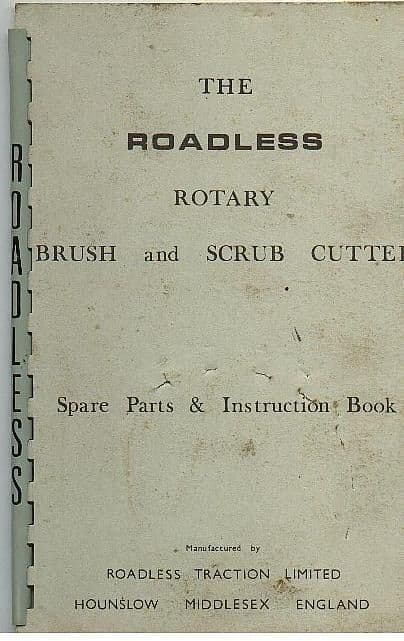 THE
ROADLESS
ROTARY
BRUSH and SCRUB CUTTE
Spare Parts & Instruction Book
Manufactured by
ROADLESS TRACTION LIMITED
HOUNSLOW MIDDLESEX ENGLAND
ROADLESS